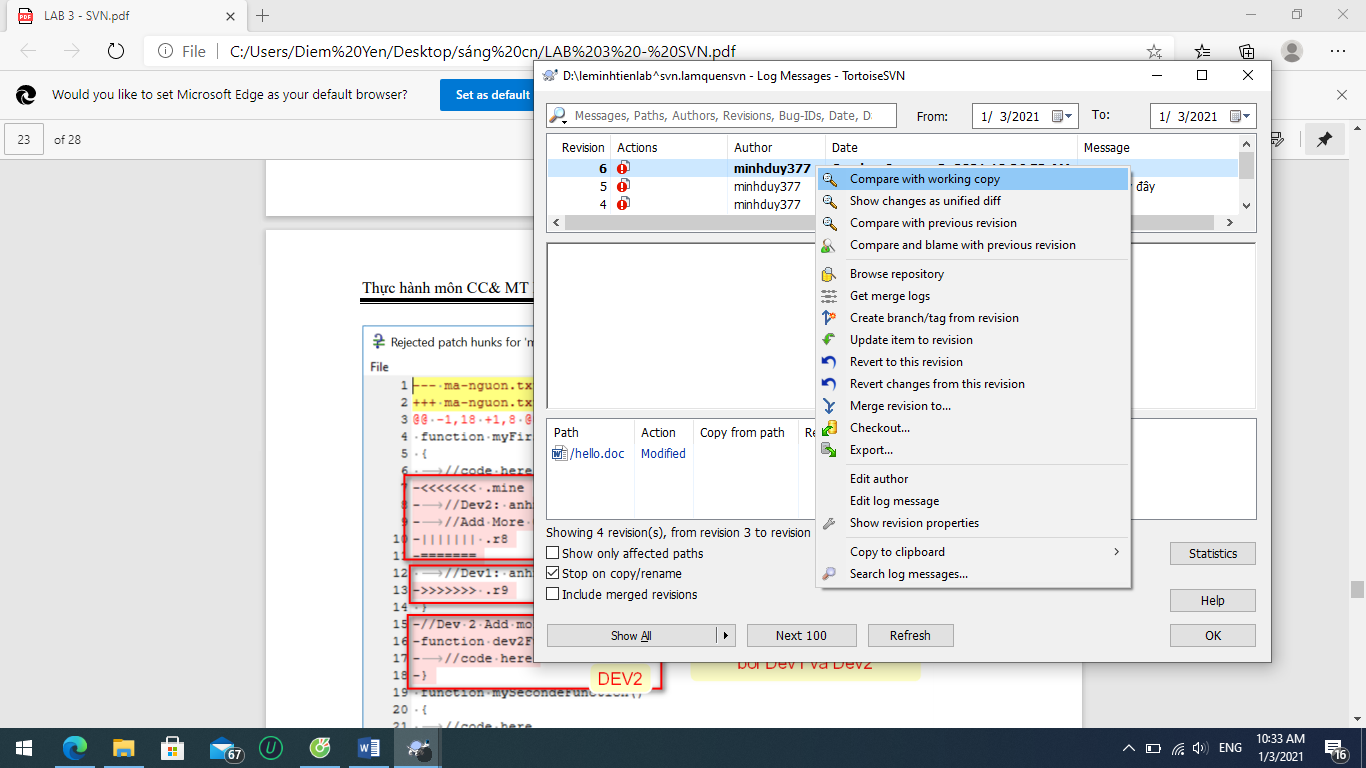 LAB 3 - SVN.pdf
File
C:/Users/Diem%20Yen/Desktop/sáng%20cn/LAB%203%20-%20SVN.pdf
Would you like to set Microsoft Edge as your default browser?
Set as default
23 of 28
Thực hành môn CC& MT
Rejected patch hunks for 'm
File
1 --- ma-nguon.tx
2 +++ ma-nguon.tx
3 @@ -1,18 +1,8 @
4 function myFir
5 {
6 //code here
7 -<<<<<<< .mine
8 - //Dev2: anh
9 - //Add More
10 -||||||| .r8
11 -=======
12 //Dev1: anh
13 ->>>>>>> .r9
14 }
15 -//Dev 2 Add mo
16 -function dev2F
17 - //code here
18 -}
19 function mySecondeFunction()
20 {
21 //code here
DEV2
bởi Dev1 và Dev2
D:\leminhtienlab^svn.lamquensvn - Log Messages - TortoiseSVN
Messages, Paths, Authors, Revisions, Bug-IDs, Date, D:
From: 1/ 3/2021 To: 1/ 3/2021
Revision Actions Author Date Message
6 minhduy377
5 minhduy377 đây
4 minhduy377
Compare with working copy
Show changes as unified diff
Compare with previous revision
Compare and blame with previous revision
Browse repository
Get merge logs
Create branch/tag from revision
Update item to revision
Revert to this revision
Revert changes from this revision
Merge revision to...
Checkout...
Export...
Edit author
Edit log message
Show revision properties
Copy to clipboard
Search log messages...
Path Action Copy from path Re
/hello.doc Modified
Showing 4 revision(s), from revision 3 to revision
Show only affected paths
Stop on copy/rename
Include merged revisions
Statistics
Help
Show All Next 100 Refresh OK
67
ENG
10:33 AM
1/3/2021
16